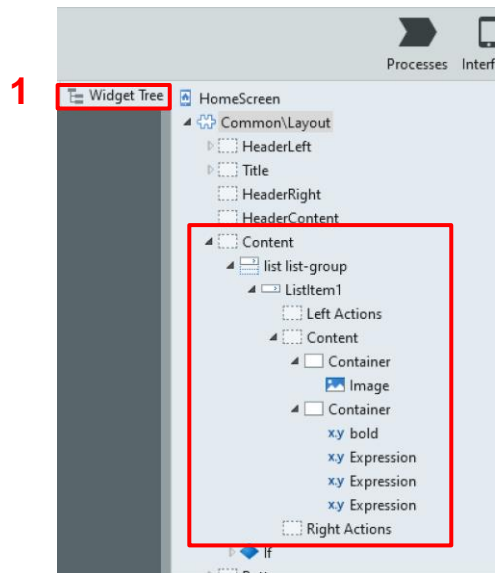 Processes
Interf
1
Widget Tree
HomeScreen
Common\Layout
HeaderLeft
Title
HeaderRight
HeaderContent
Content
list list-group
ListItem1
Left Actions
Content
Container
Image
Container
x.y bold
x.y Expression
x.y Expression
x.y Expression
Right Actions
If